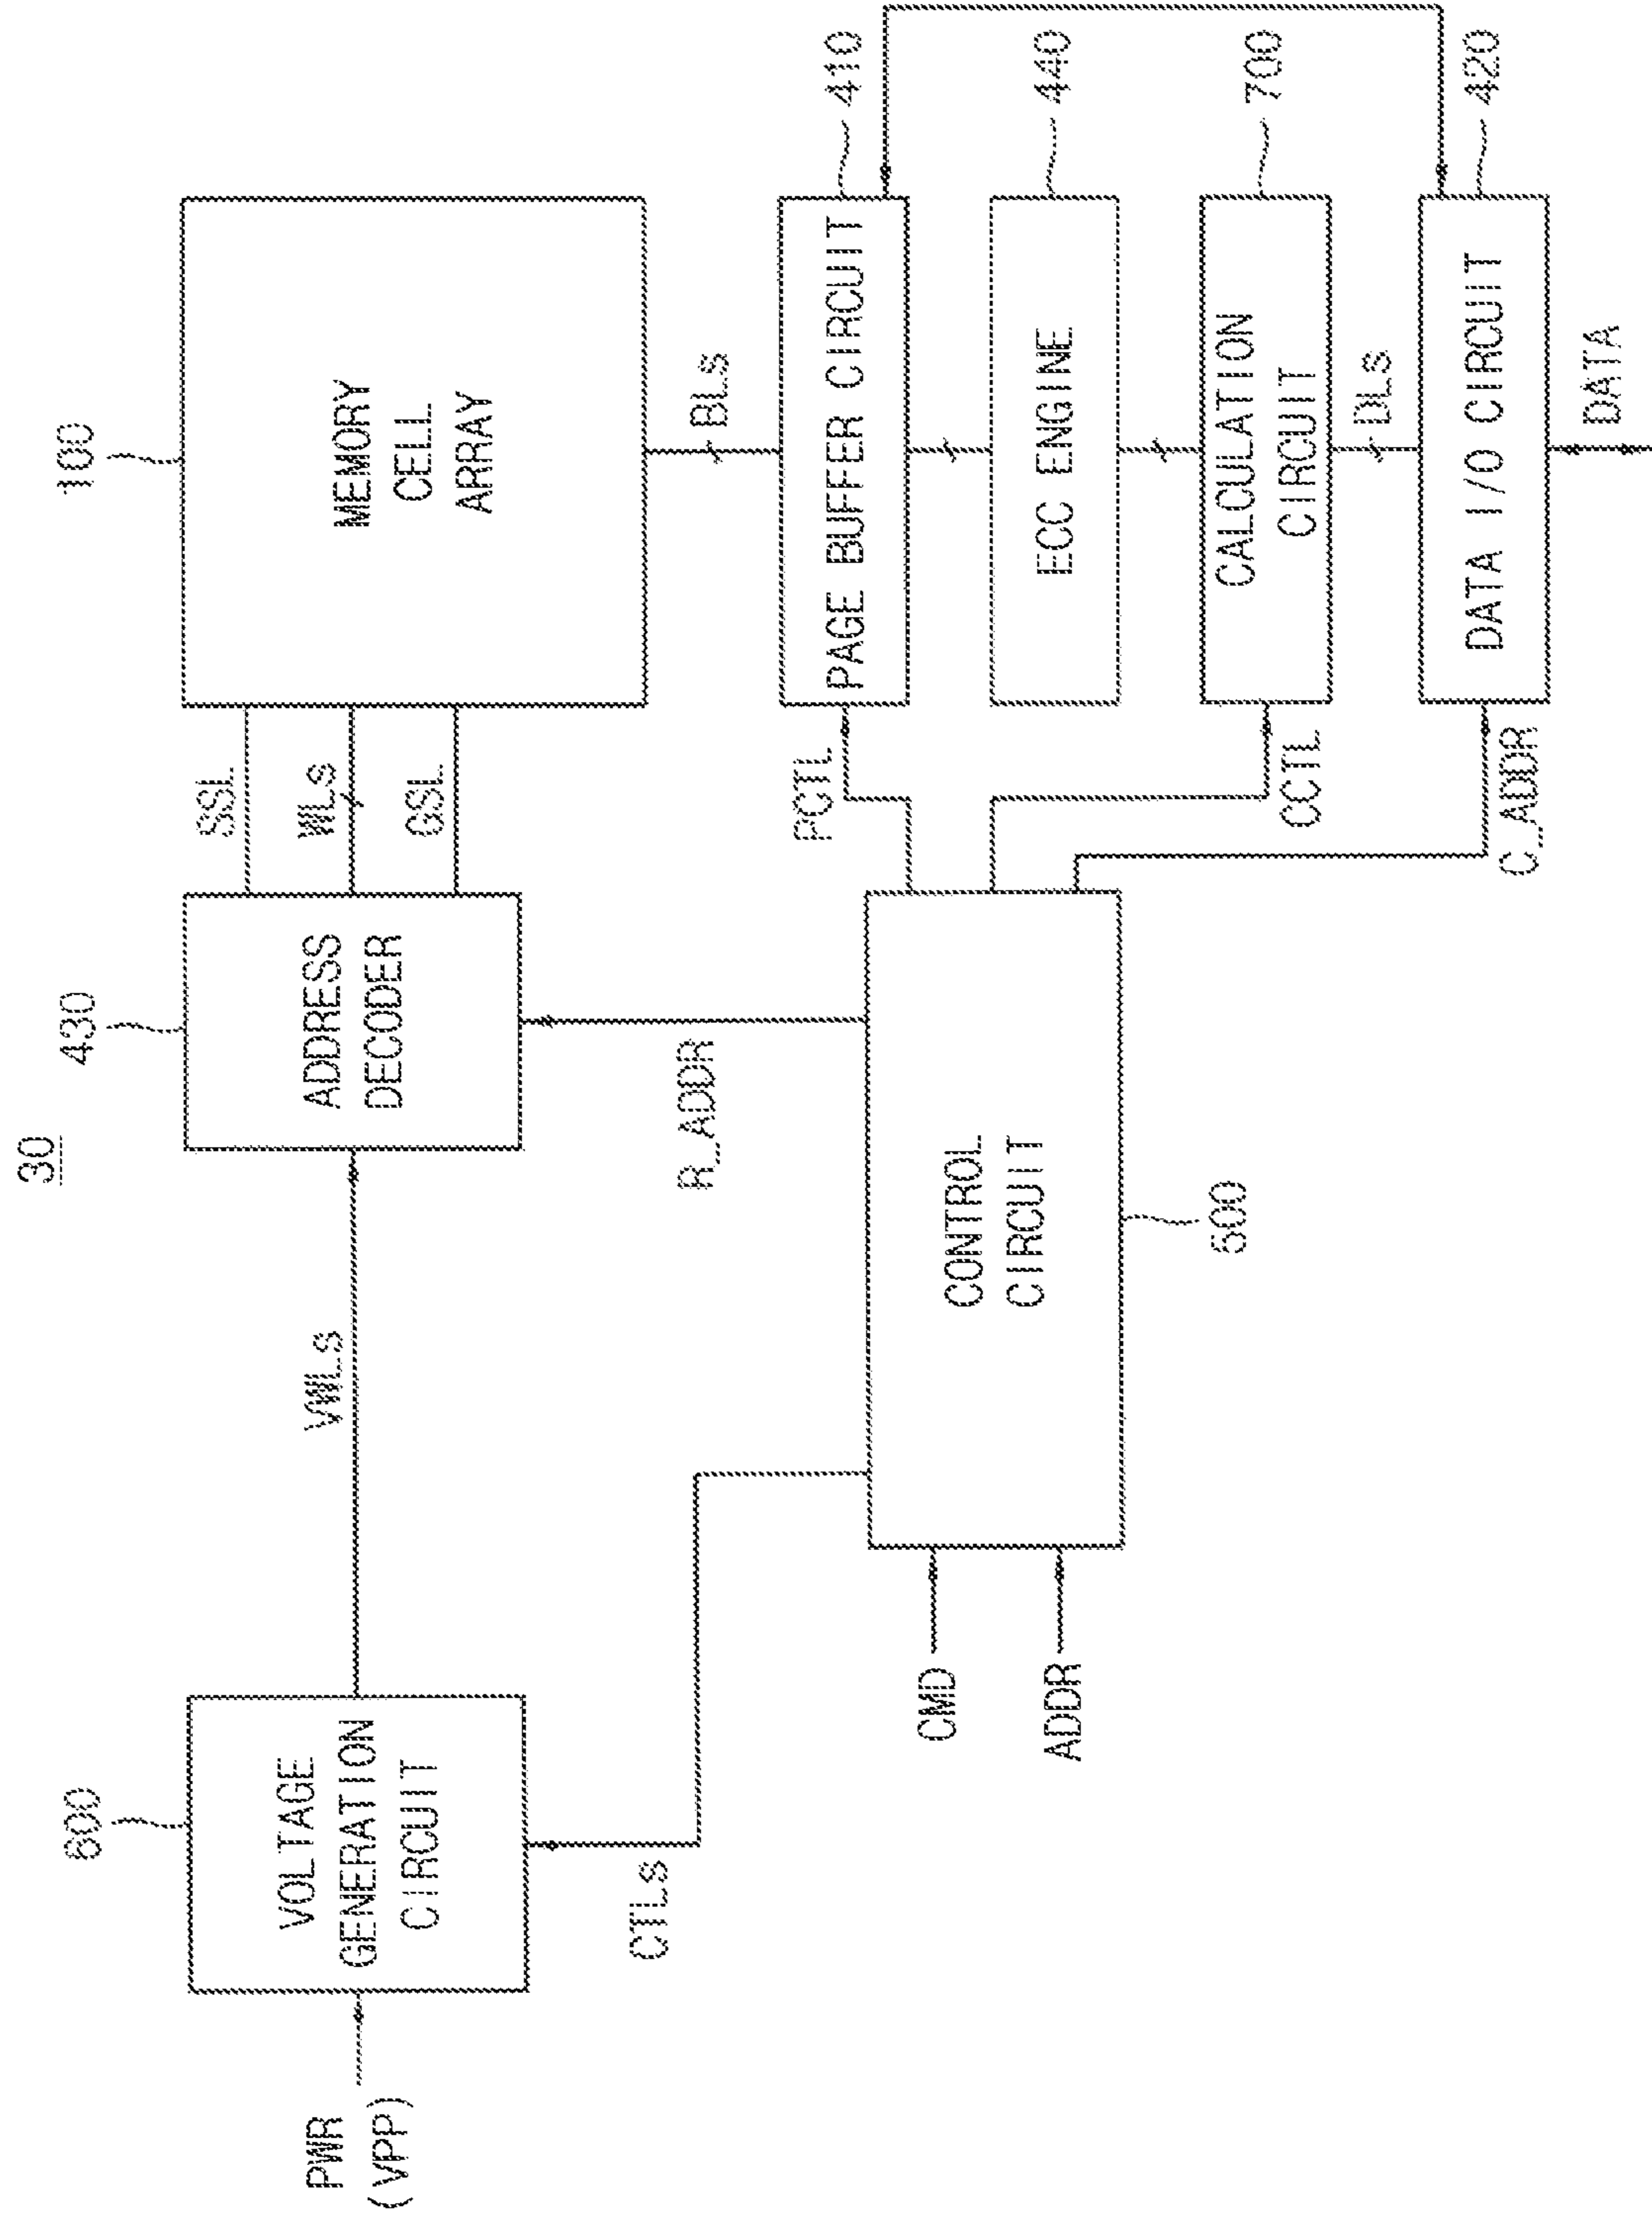 30
600
430
100
PWR
(VPP)
VOLTAGE
GENERATION
CIRCUIT
VWLs
ADDRESS
DECODER
SSL
WLs
GSL
MEMORY
CELL
ARRAY
CTLs
R_ADDR
BLs
CMD
ADDR
CONTROL
CIRCUIT
500
PCTL
CCTL
C_ADDR
PAGE BUFFER CIRCUIT
410
ECC ENGINE
440
CALCULATION
CIRCUIT
700
DLs
DATA I/O CIRCUIT
420
DATA